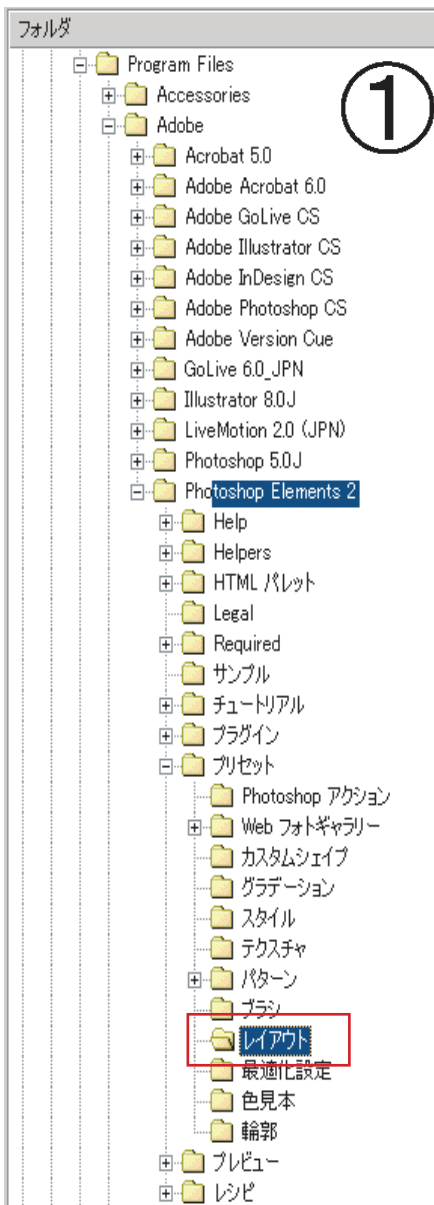 フォルダ
①
Program Files
Accessories
Adobe
Acrobat 5.0
Adobe Acrobat 6.0
Adobe GoLive CS
Adobe Illustrator CS
Adobe InDesign CS
Adobe Photoshop CS
Adobe Version Cue
GoLive 6.0_JPN
Illustrator 8.0J
LiveMotion 2.0 (JPN)
Photoshop 5.0J
Photoshop Elements 2
Help
Helpers
HTML パレット
Legal
Required
サンプル
チュートリアル
プラグイン
プリセット
Photoshop アクション
Web フォトギャラリー
カスタムシェイプ
グラデーション
スタイル
テクスチャ
パターン
ブラシ
レイアウト
最適化設定
色見本
輪郭
プレビュー
レシピ